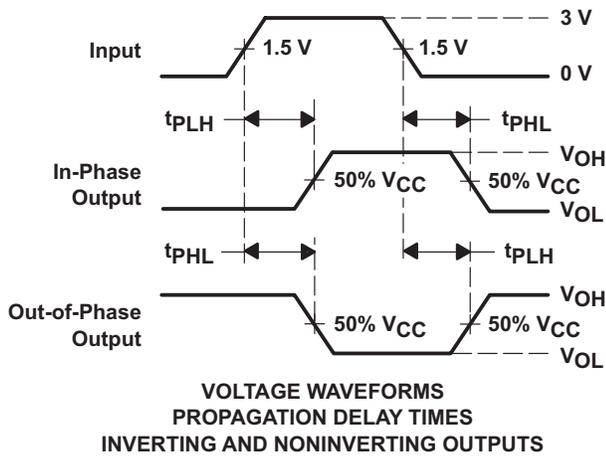 3 V
Input
1.5 V
1.5 V
0 V
tPLH
tPHL
In-Phase
Output
50% VCC
VOH
50% VCC
VOL
tPHL
tPLH
Out-of-Phase
Output
50% VCC
VOH
50% VCC
VOL
VOLTAGE WAVEFORMS
PROPAGATION DELAY TIMES
INVERTING AND NONINVERTING OUTPUTS